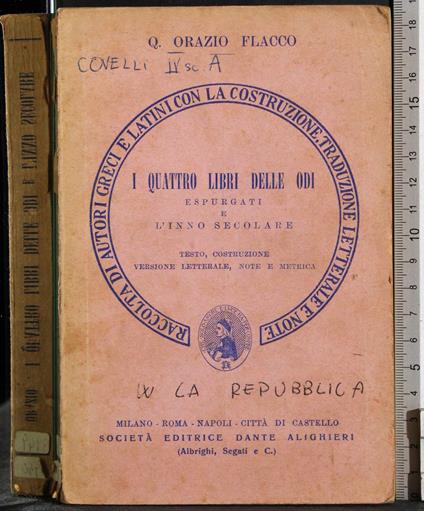 Q. ORAZIO FLACCO
COVELLI IV sc. A
RACCOLTA DI AUTORI GRECI E LATINI CON LA COSTRUZIONE, TRADUZIONE LETTERALE E NOTE
I QUATTRO LIBRI DELLE ODI
ESPURGATI
E
L'INNO SECOLARE
TESTO, COSTRUZIONE
VERSIONE LETTERALE, NOTE E METRICA
W LA REPUBBLICA
MILANO - ROMA - NAPOLI - CITTÀ DI CASTELLO
SOCIETÀ EDITRICE DANTE ALIGHIERI
(Albrighi, Segati e C.)